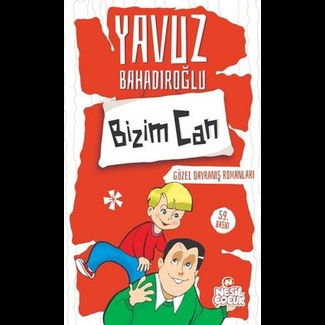 YAVUZ
BAHADIROĞLU
Bizim Can
GÜZEL DAVRANIŞ ROMANLARI
59.
BASKI
N
NESİL
ÇOCUK